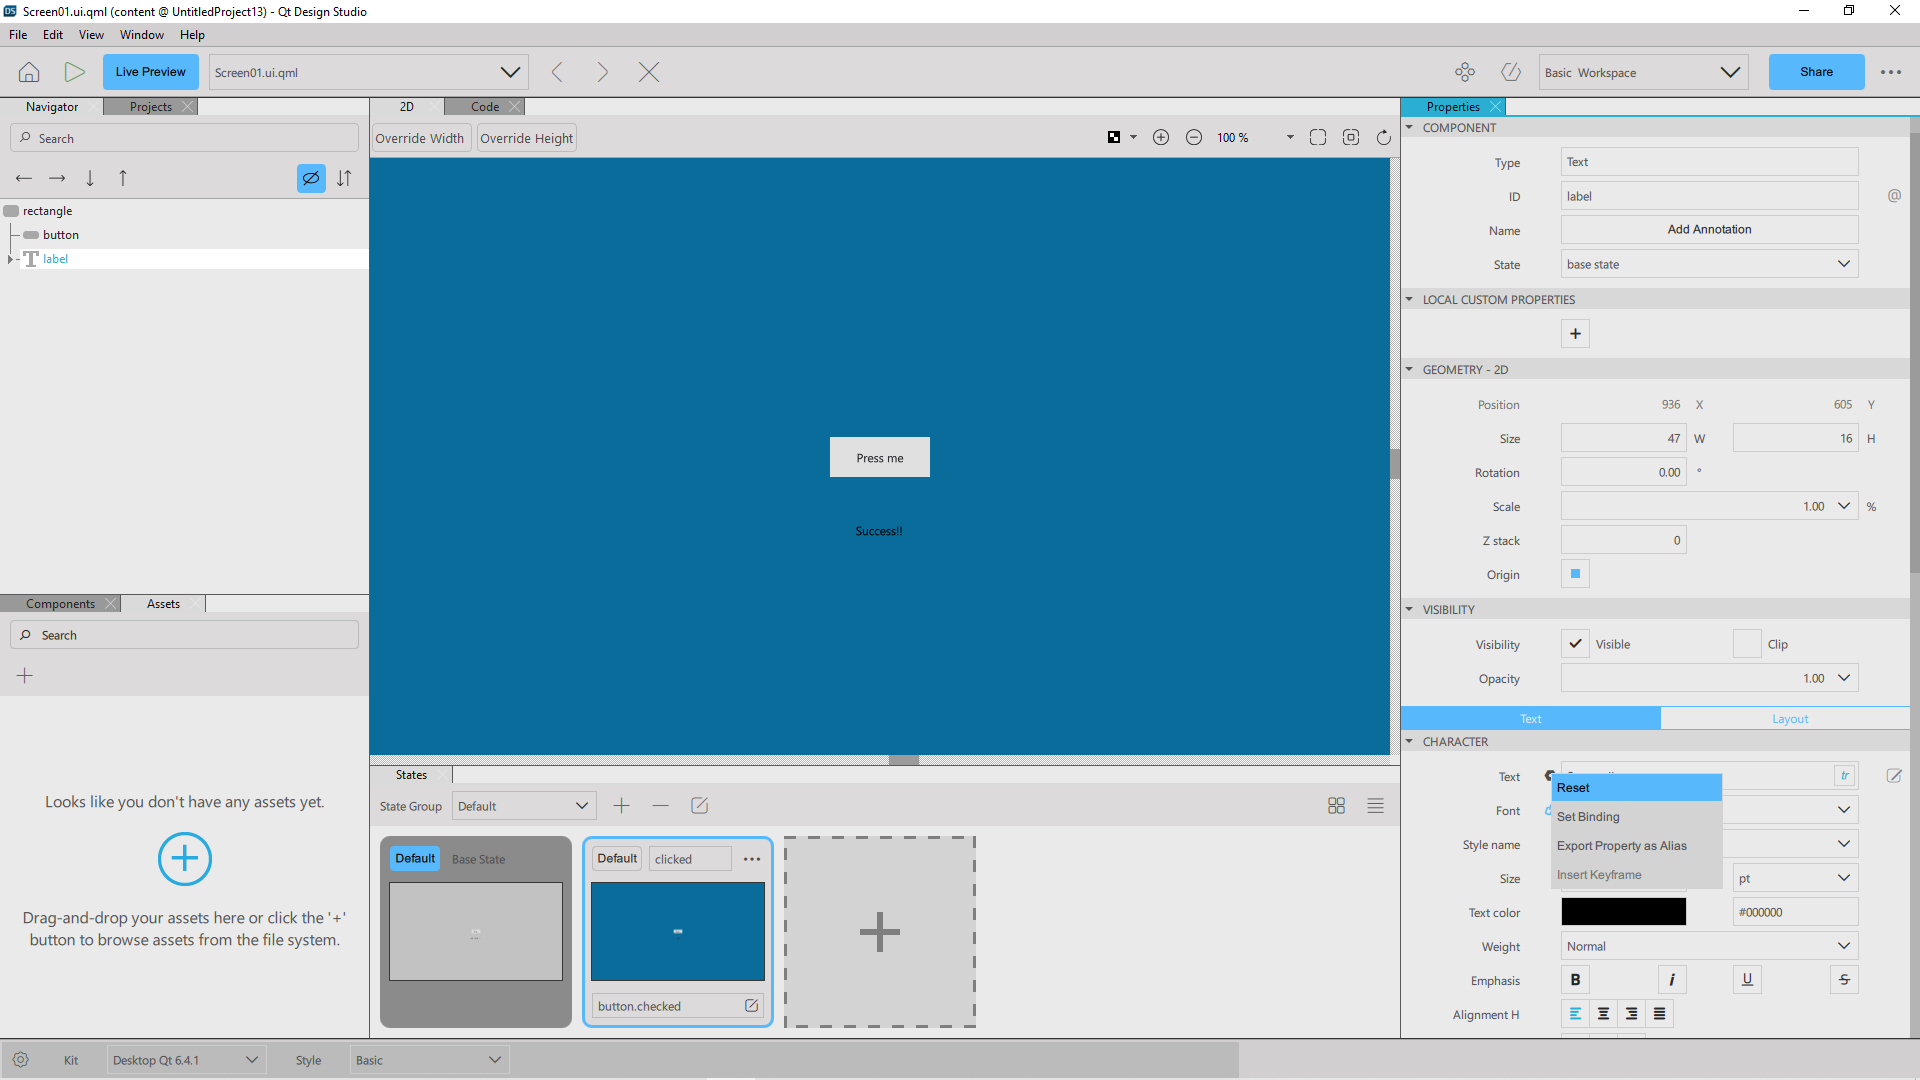 DS Screen01.ui.qml (content @ UntitledProject13) - Qt Design Studio
File Edit View Window Help
Live Preview
Screen01.ui.qml
Basic Workspace
Share
Navigator
Projects
2D
Code
Properties
Search
Override Width
Override Height
100 %
rectangle
button
label
Press me
Success!!
COMPONENT
Type Text
ID label @
Name Add Annotation
State base state
LOCAL CUSTOM PROPERTIES
GEOMETRY - 2D
Position 936 X 605 Y
Size 47 W 16 H
Rotation 0.00 °
Scale 1.00 %
Z stack 0
Origin
VISIBILITY
Visibility Visible Clip
Opacity 1.00
Text Layout
CHARACTER
Text tr
Font
Style name
Size pt
Reset
Set Binding
Export Property as Alias
Insert Keyframe
Text color #000000
Weight Normal
Emphasis B i U S
Alignment H
Components
Assets
Search
Looks like you don't have any assets yet.
Drag-and-drop your assets here or click the '+'
button to browse assets from the file system.
States
State Group Default
Default Base State
Default clicked
button.checked
Kit Desktop Qt 6.4.1 Style Basic